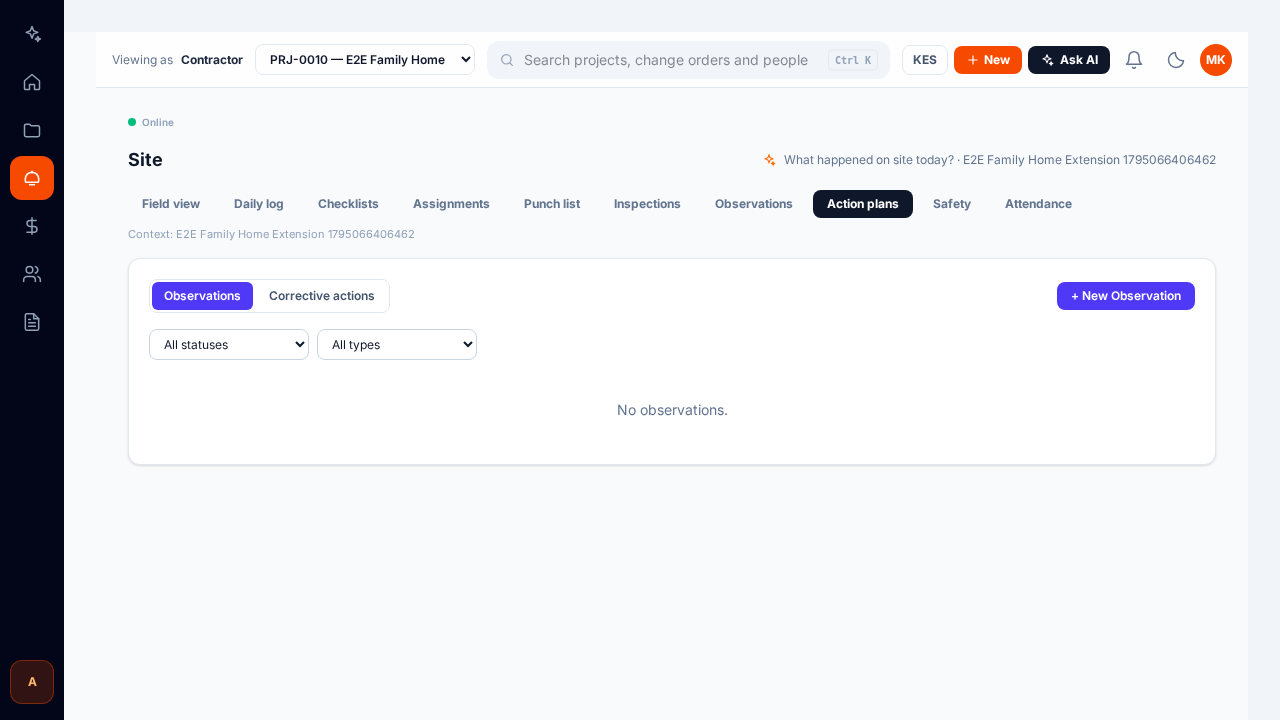 Viewing as Contractor PRJ-0010 — E2E Family Home Search projects, change orders and people Ctrl K KES + New Ask AI MK
Online
Site What happened on site today? · E2E Family Home Extension 1795066406462
Field view Daily log Checklists Assignments Punch list Inspections Observations Action plans Safety Attendance
Context: E2E Family Home Extension 1795066406462
Observations Corrective actions + New Observation
All statuses All types
No observations.
A